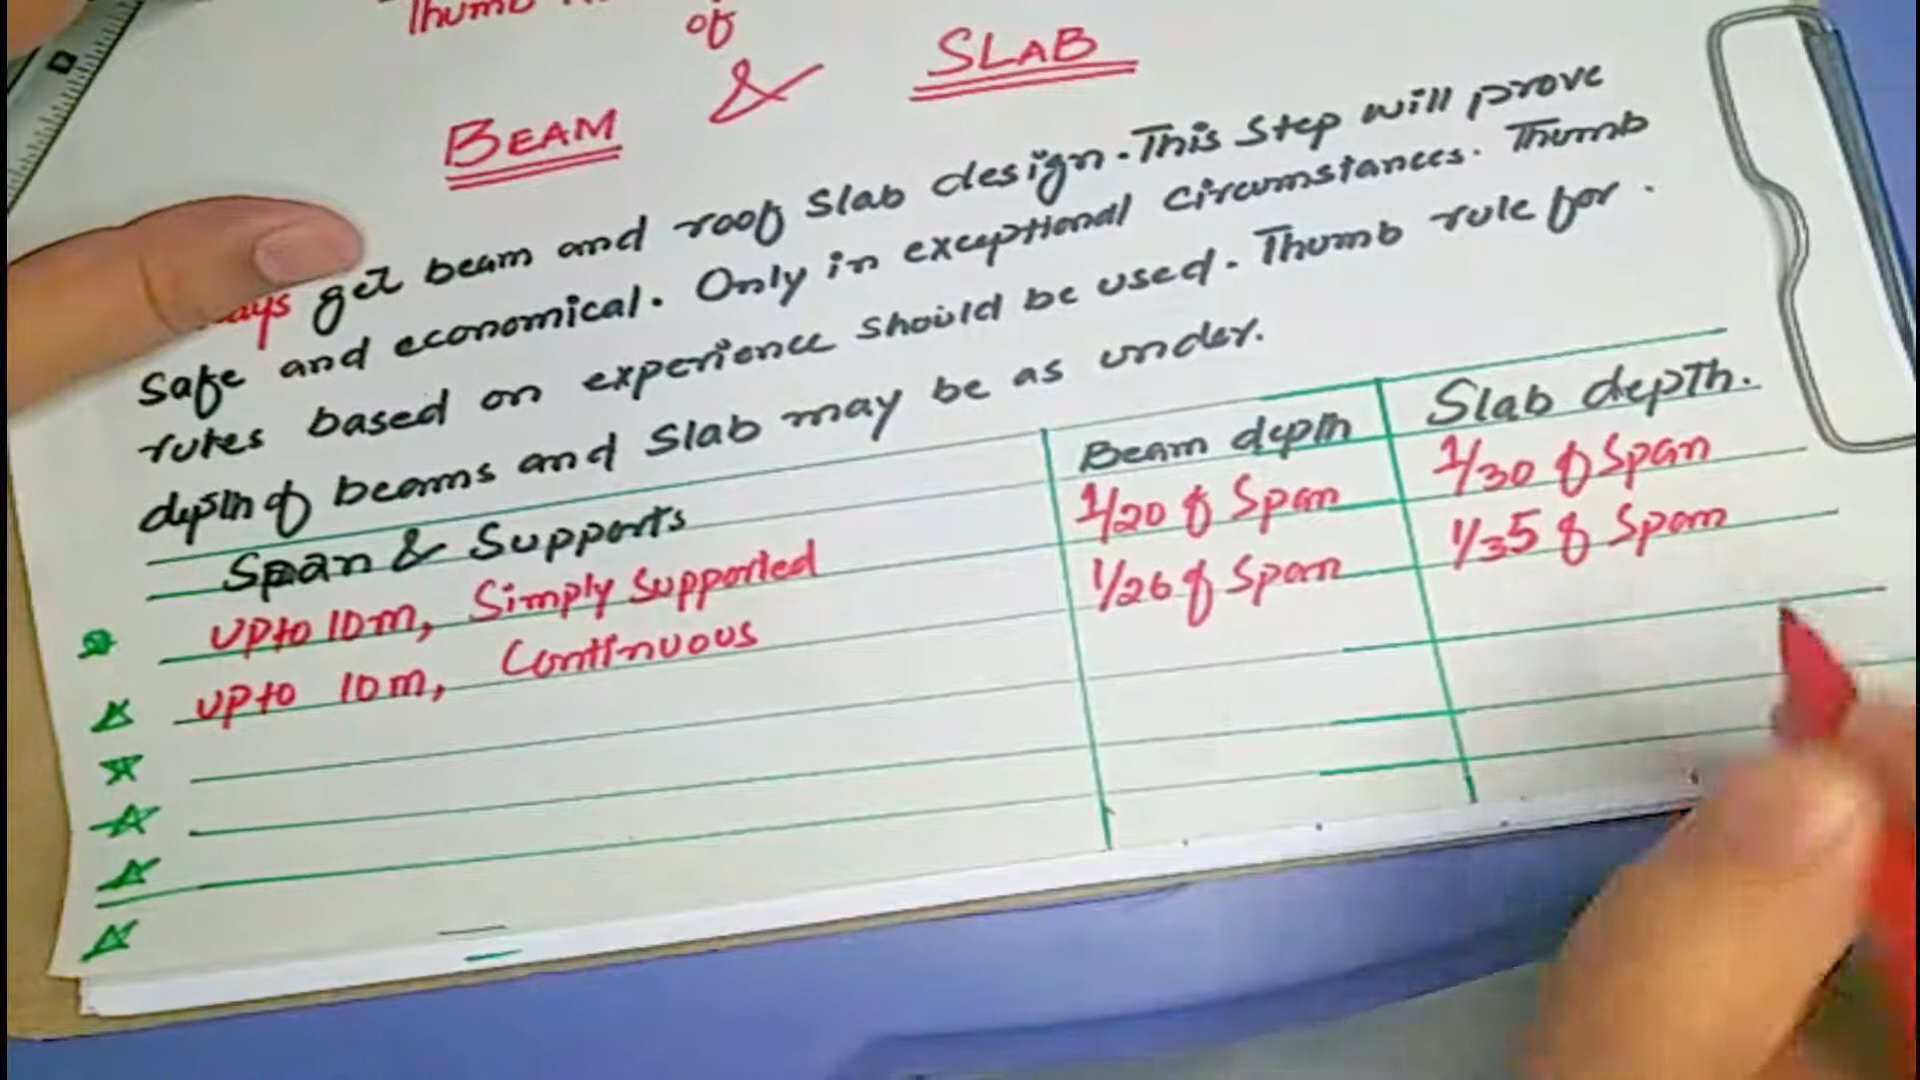 Thumb
of
BEAM & SLAB
ays get beam and roof slab design. This step will prove
safe and economical. Only in exceptional circumstances. Thumb
rules based on experience should be used. Thumb rule for.
depth of beams and slab may be as under.
Span & Supports Beam depth Slab depth.
upto 10m, Simply supported 1/20 of Span 1/30 of Span
upto 10m, Continuous 1/26 of Span 1/35 of Span